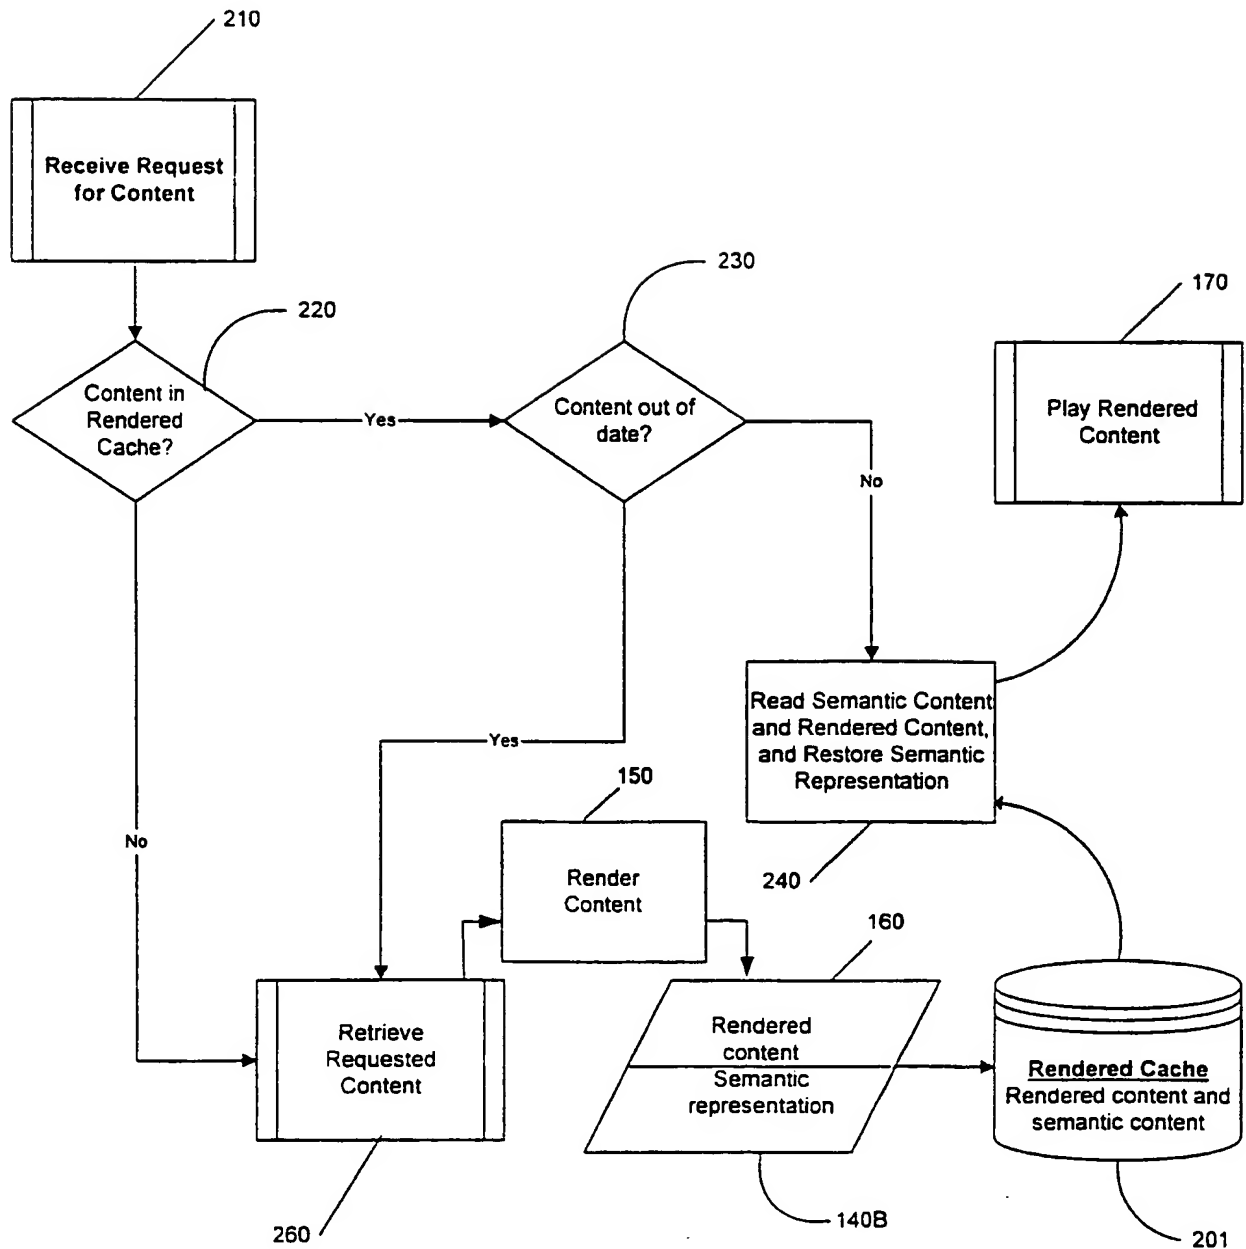 210
Receive Request
for Content
230
170
220
Content in
Rendered
Cache?
Yes
Content out of
date?
No
Play Rendered
Content
Read Semantic Content
and Rendered Content,
and Restore Semantic
Representation
Yes
150
No
240
Render
Content
160
Retrieve
Requested
Content
Rendered
content
Semantic
representation
Rendered Cache
Rendered content and
semantic content
260
140B
201